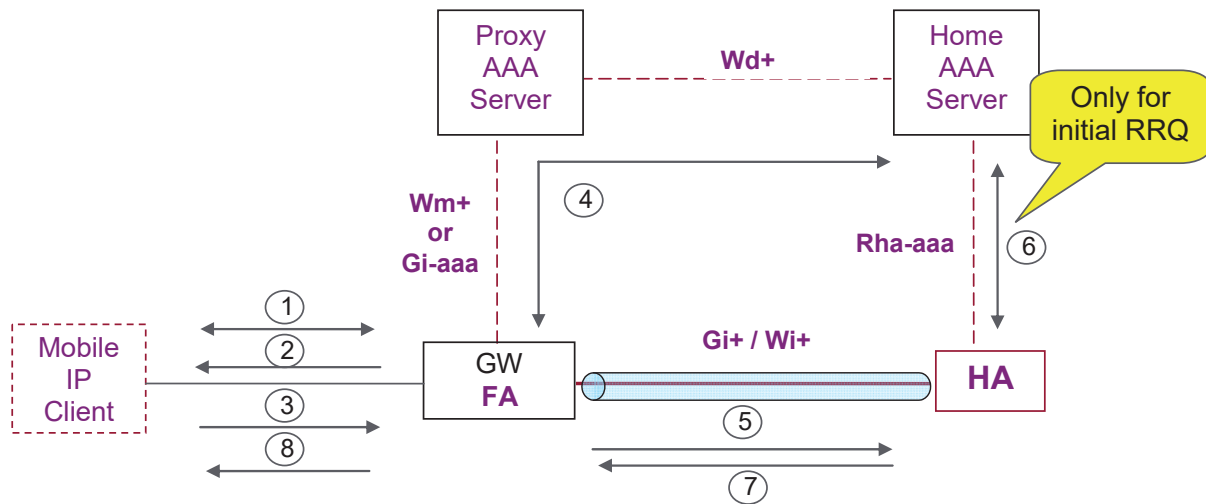 Proxy
AAA
Server
Wd+
Home
AAA
Server
Only for
initial RRQ
4
Wm+
or
Gi-aaa
Rha-aaa
6
1
Mobile
IP
Client
2
GW
FA
Gi+ / Wi+
HA
3
5
8
7